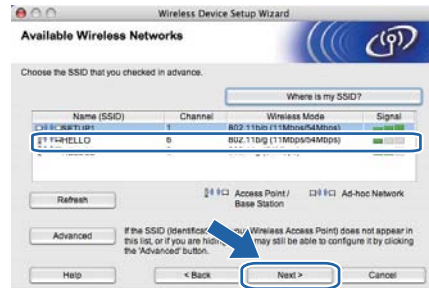 Wireless Device Setup Wizard
Available Wireless Networks
Choose the SSID that you checked in advance.
Where is my SSID?
Name (SSID) Channel Wireless Mode Signal
SETUP1 1 802.11b/g (11Mbps/54Mbps)
HELLO 6 802.11b/g (11Mbps/54Mbps)
Refresh
Access Point / Ad-hoc Network
Base Station
Advanced
If the SSID (Identificat your Wireless Access Point) does not appear in
this list, or if you are hid may still be able to configure it by clicking
the 'Advanced' button.
Help < Back Next > Cancel